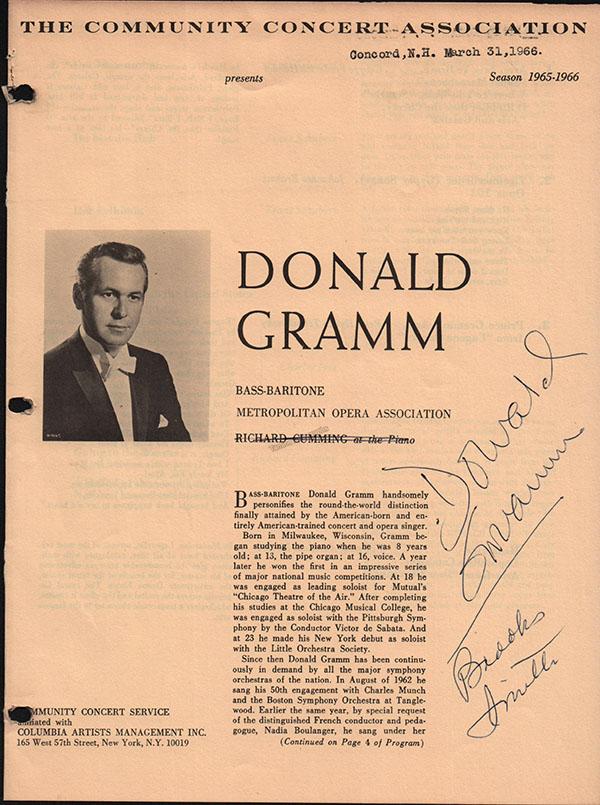 THE COMMUNITY CONCERT ASSOCIATION
Concord,N.H. March 31,1966.
presents
Season 1965-1966
DONALD
GRAMM
BASS-BARITONE
METROPOLITAN OPERA ASSOCIATION
RICHARD CUMMING at the Piano
Donald
Gramm
Brooks
Smith
BASS-BARITONE Donald Gramm handsomely
personifies the round-the-world distinction
finally attained by the American-born and en-
tirely American-trained concert and opera singer.
Born in Milwaukee, Wisconsin, Gramm be-
gan studying the piano when he was 8 years
old; at 13, the pipe organ; at 16, voice. A year
later he won the first in an impressive series
of major national music competitions. At 18 he
was engaged as leading soloist for Mutual's
"Chicago Theatre of the Air." After completing
his studies at the Chicago Musical College, he
was engaged as soloist with the Pittsburgh Sym-
phony by the Conductor Victor de Sabata. And
at 23 he made his New York debut as soloist
with the Little Orchestra Society.
Since then Donald Gramm has been continu-
ously in demand by all the major symphony
orchestras of the nation. In August of 1962 he
sang his 50th engagement with Charles Munch
and the Boston Symphony Orchestra at Tangle-
wood. Earlier the same year, by special request
of the distinguished French conductor and peda-
gogue, Nadia Boulanger, he sang under her
(Continued on Page 4 of Program)
COMMUNITY CONCERT SERVICE
affiliated with
COLUMBIA ARTISTS MANAGEMENT INC.
165 West 57th Street, New York, N.Y. 10019